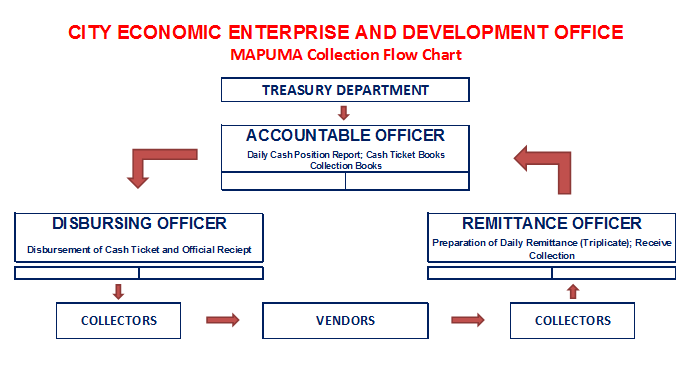 CITY ECONOMIC ENTERPRISE AND DEVELOPMENT OFFICE
MAPUMA Collection Flow Chart
TREASURY DEPARTMENT
ACCOUNTABLE OFFICER
Daily Cash Position Report; Cash Ticket Books
Collection Books
DISBURSING OFFICER
Disbursement of Cash Ticket and Official Reciept
REMITTANCE OFFICER
Preparation of Daily Remittance (Triplicate); Receive
Collection
COLLECTORS
VENDORS
COLLECTORS